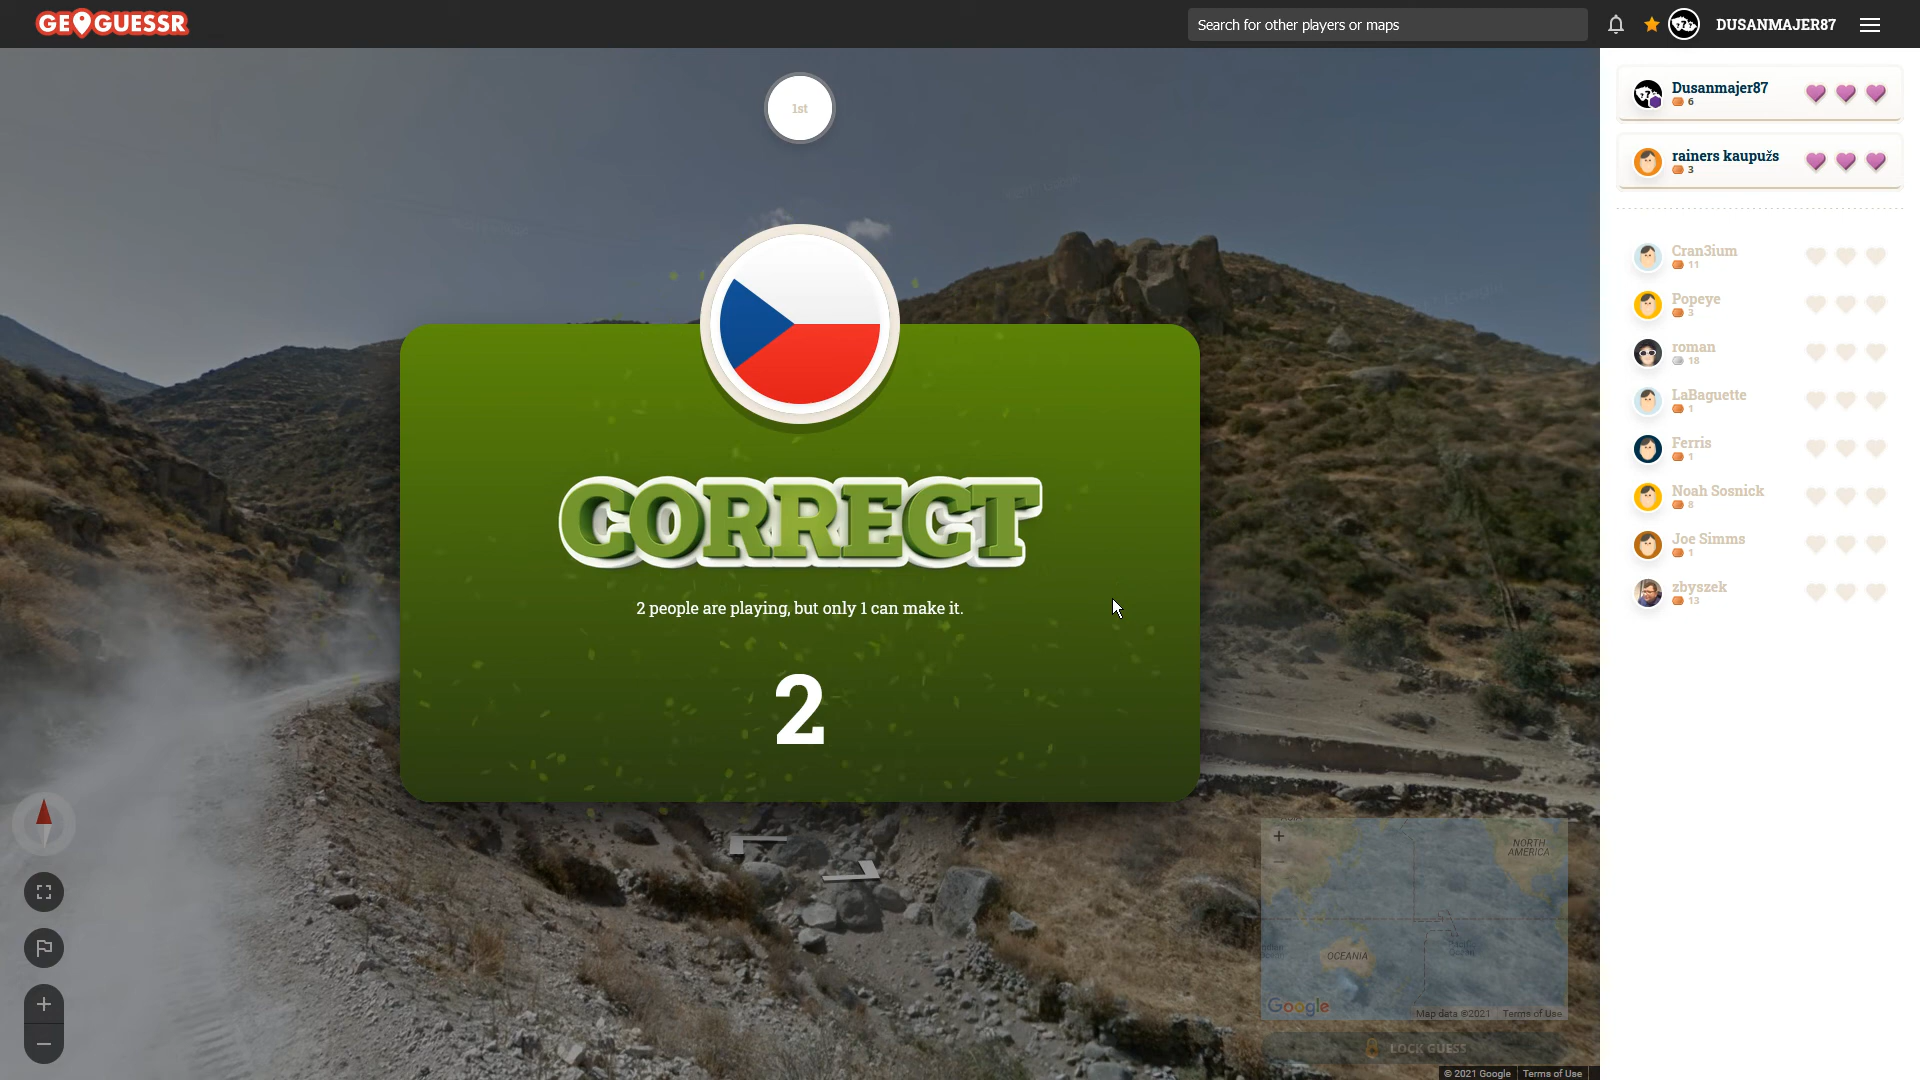 GEOGUESSR
Search for other players or maps
DUSANMAJER87
1st
CORRECT
2 people are playing, but only 1 can make it.
2
Dusanmajer87
6
rainers kaupužs
3
Cran3ium
11
Popeye
3
roman
18
LaBaguette
1
Ferris
1
Noah Sosnick
8
Joe Simms
1
zbyszek
13
NORTH
AMERICA
OCEANIA
Google
Map data ©2021
Terms of Use
LOCK GUESS
© 2021 Google
Terms of Use